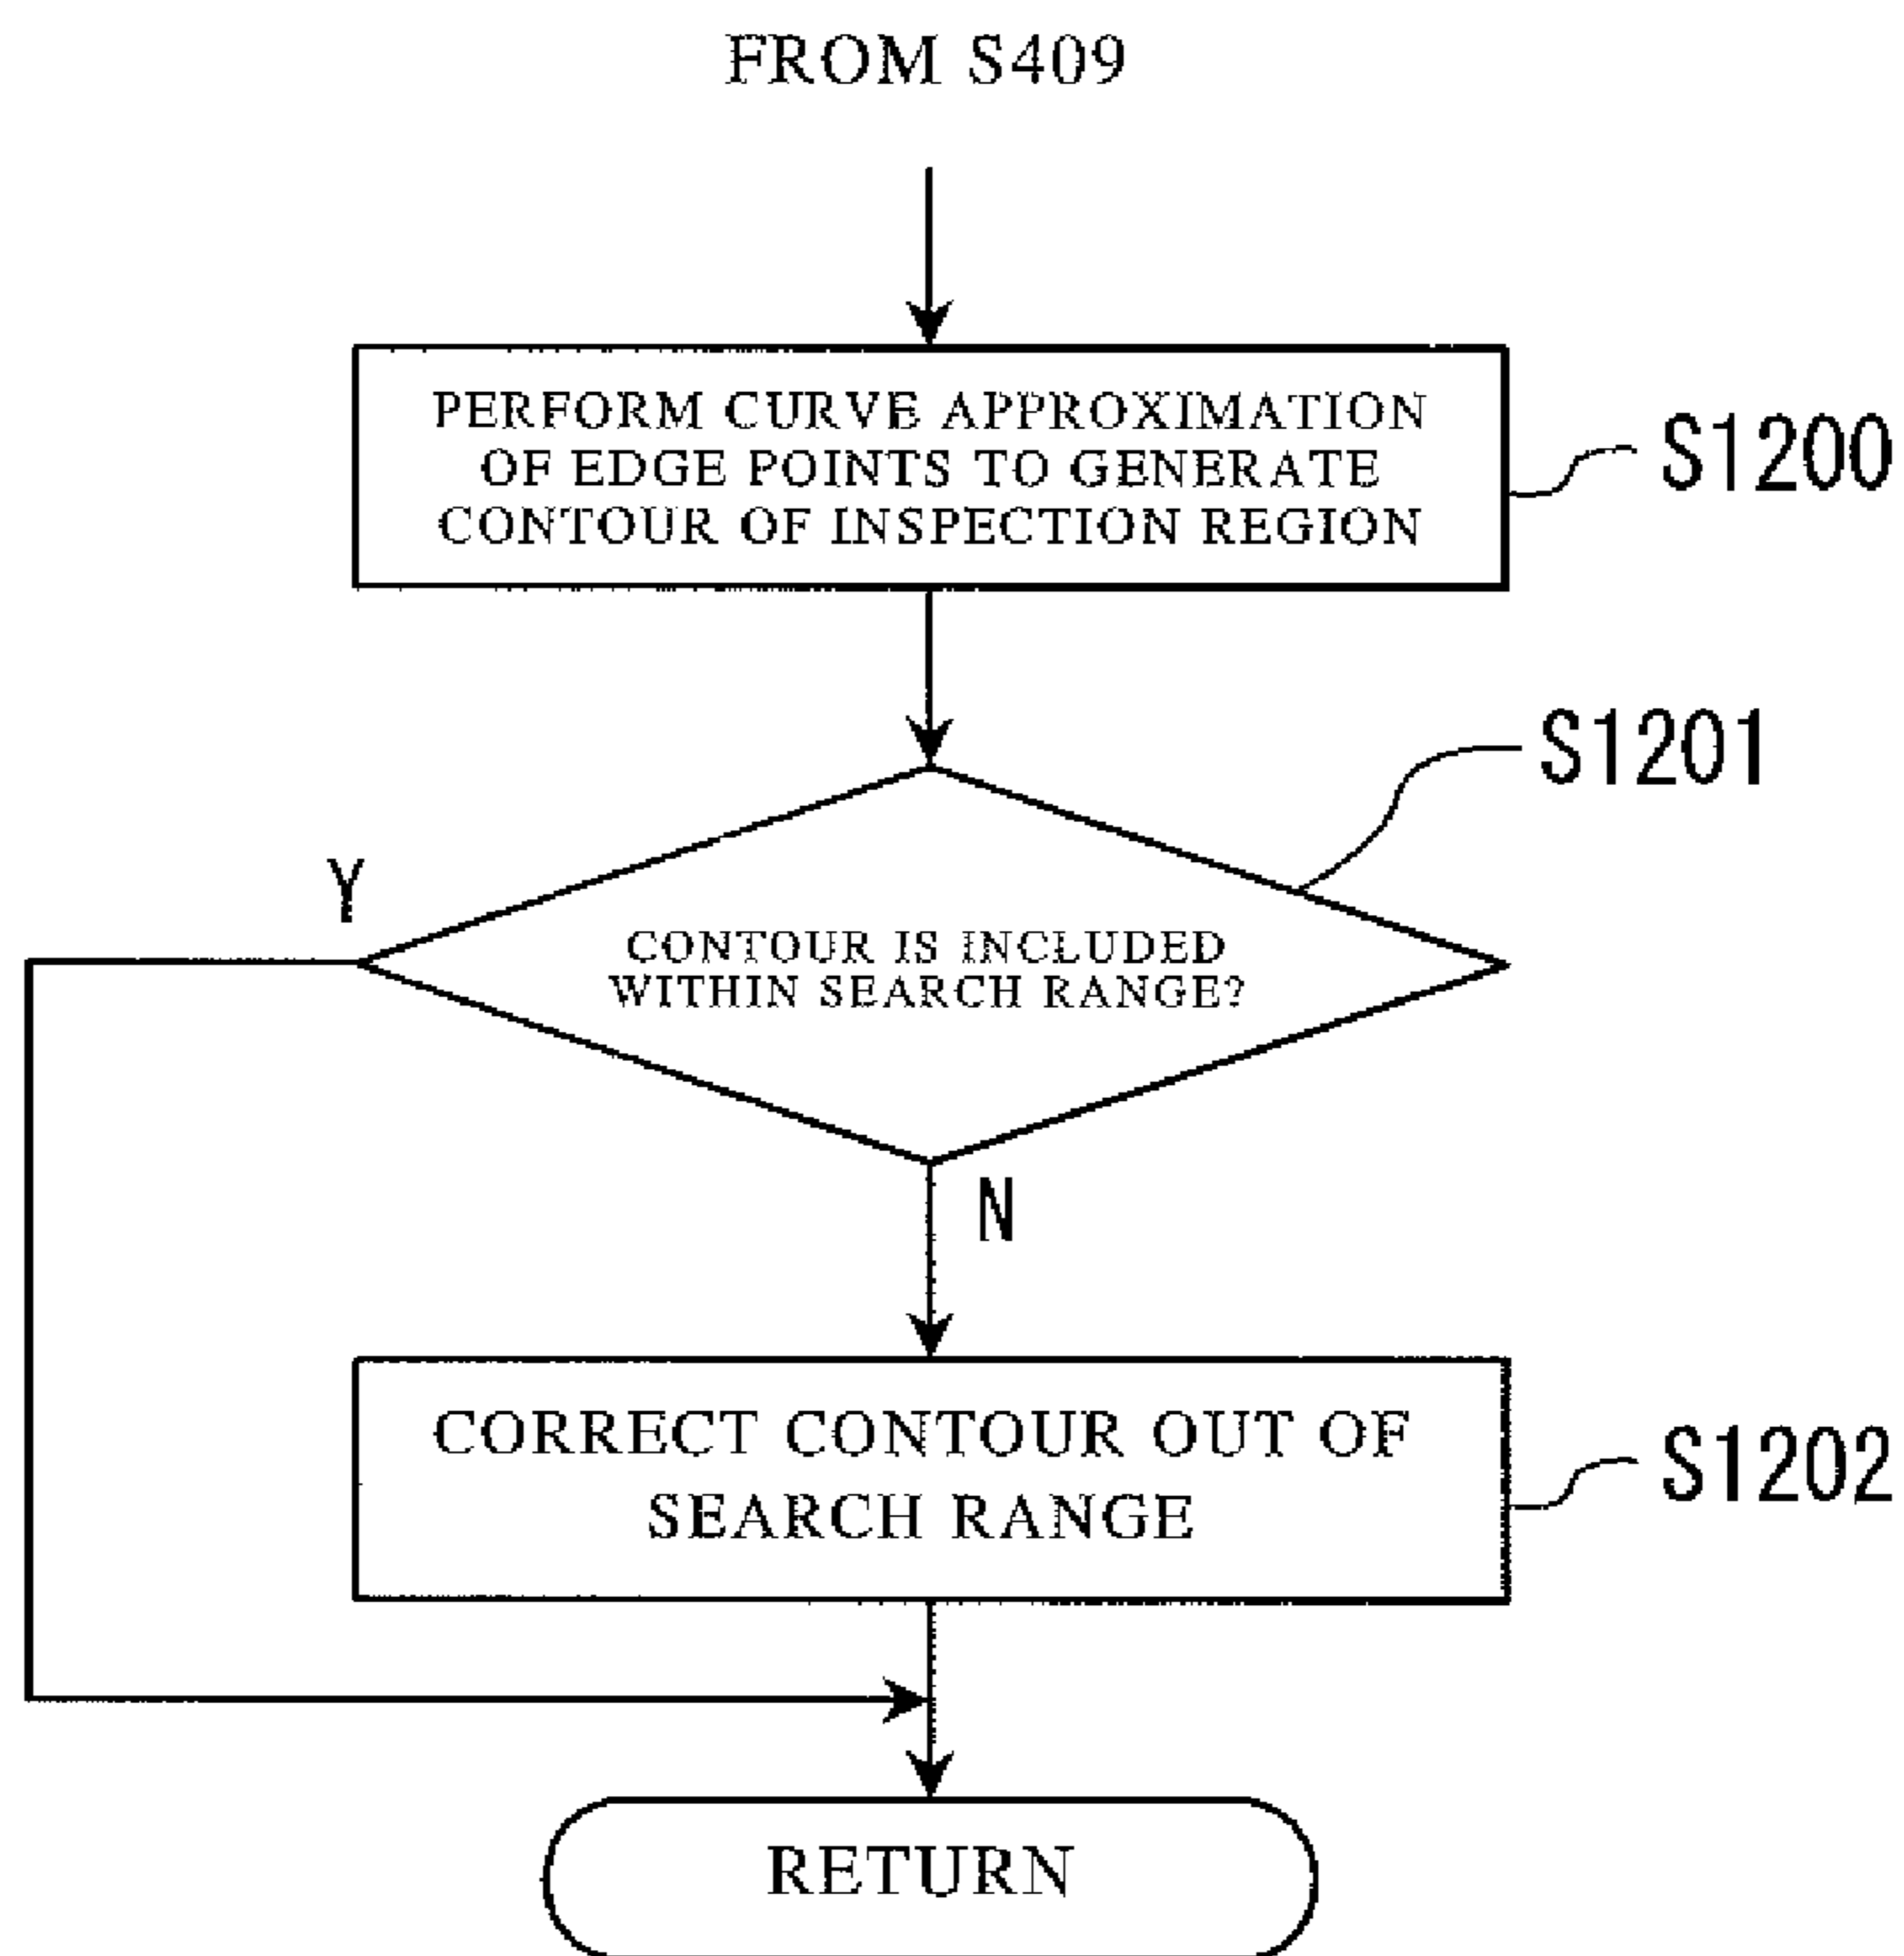 FROM S409
PERFORM CURVE APPROXIMATION
OF EDGE POINTS TO GENERATE
CONTOUR OF INSPECTION REGION
S1200
S1201
Y
CONTOUR IS INCLUDED
WITHIN SEARCH RANGE?
N
CORRECT CONTOUR OUT OF
SEARCH RANGE
S1202
RETURN